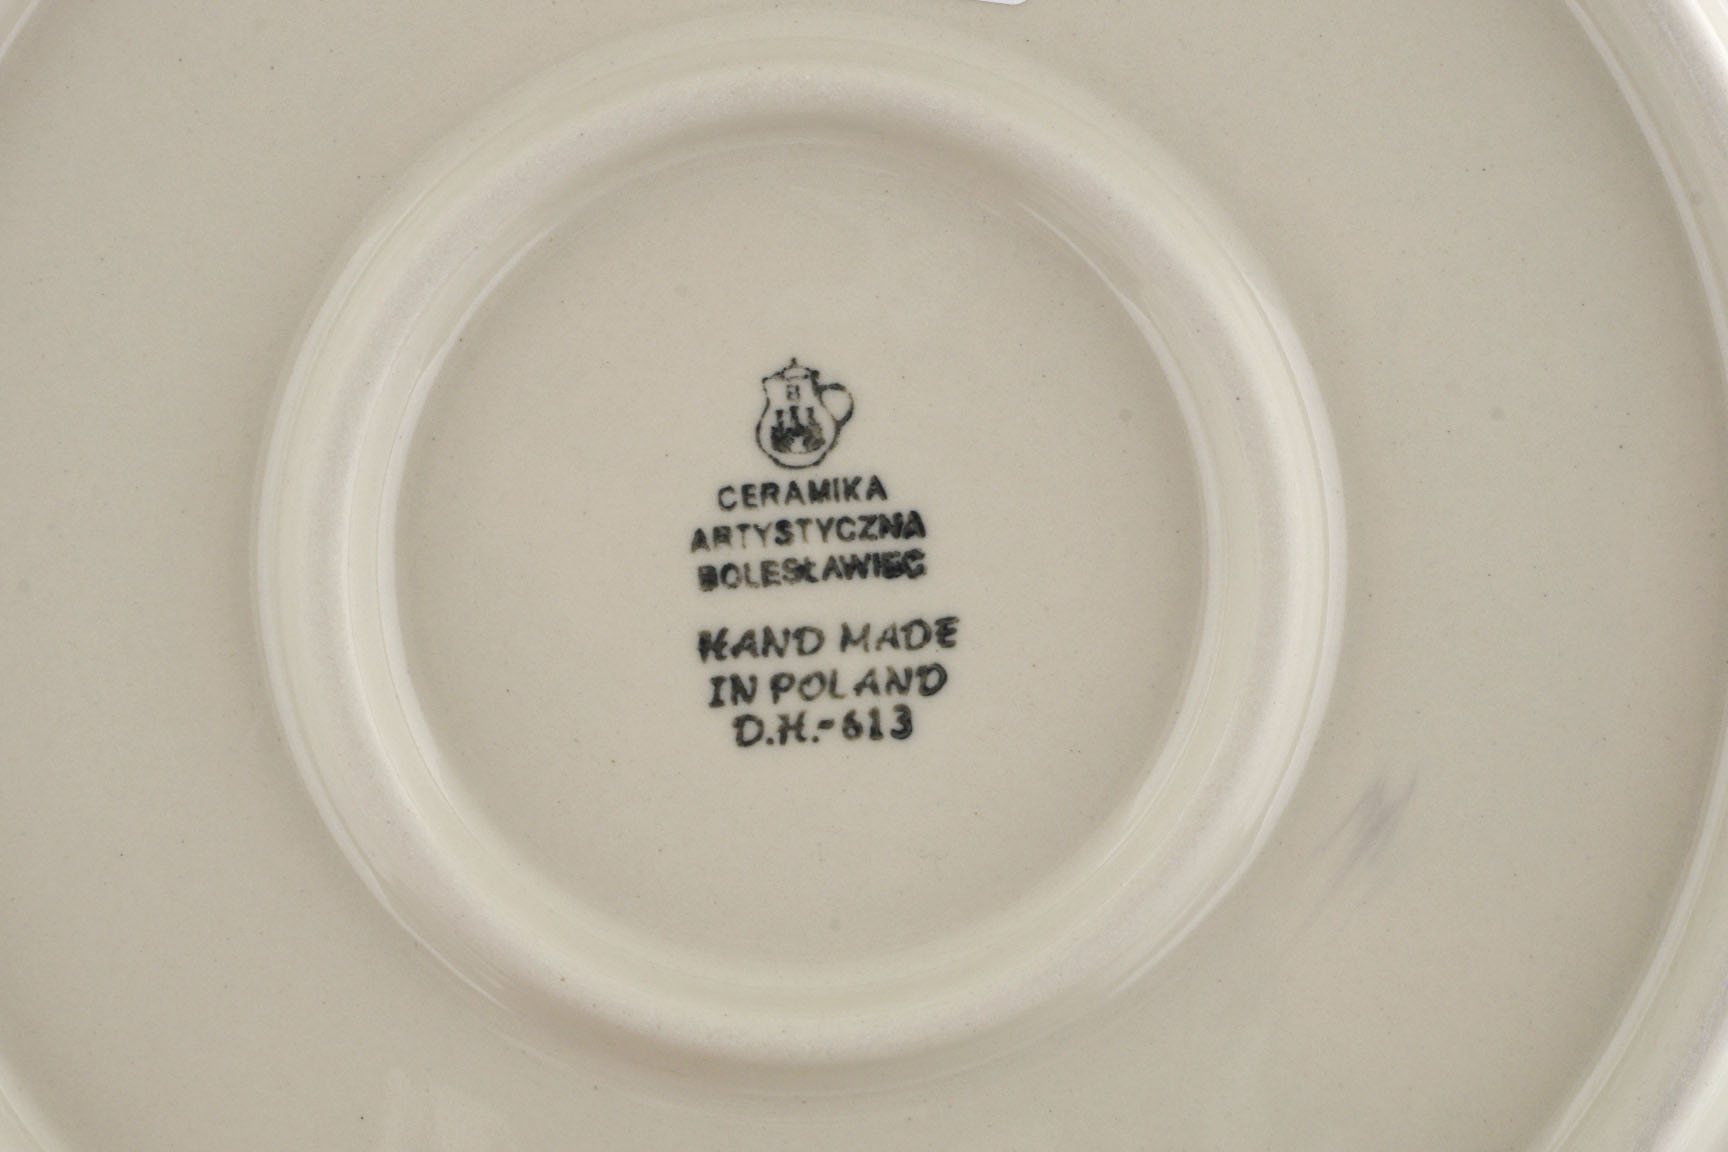 CERAMIKA
ARTYSTYCZNA
BOLESŁAWIEC
HAND MADE
IN POLAND
D.H.-613